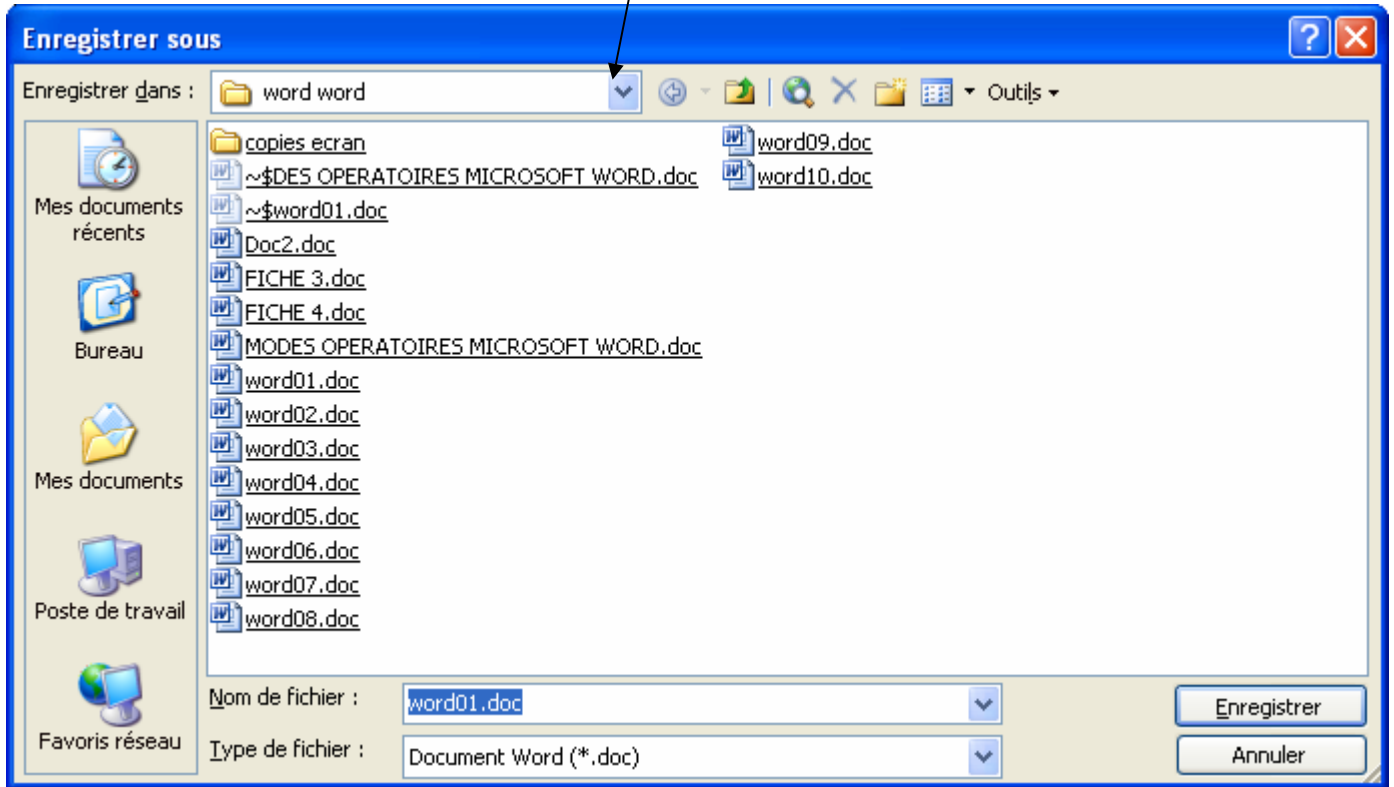 Enregistrer sous
Enregistrer dans :
word word
Outils
Mes documents
récents
Bureau
Mes documents
Poste de travail
Favoris réseau
copies ecran
~$DES OPERATOIRES MICROSOFT WORD.doc
~$word01.doc
Doc2.doc
FICHE 3.doc
FICHE 4.doc
MODES OPERATOIRES MICROSOFT WORD.doc
word01.doc
word02.doc
word03.doc
word04.doc
word05.doc
word06.doc
word07.doc
word08.doc
word09.doc
word10.doc
Nom de fichier :
word01.doc
Enregistrer
Type de fichier :
Document Word (*.doc)
Annuler